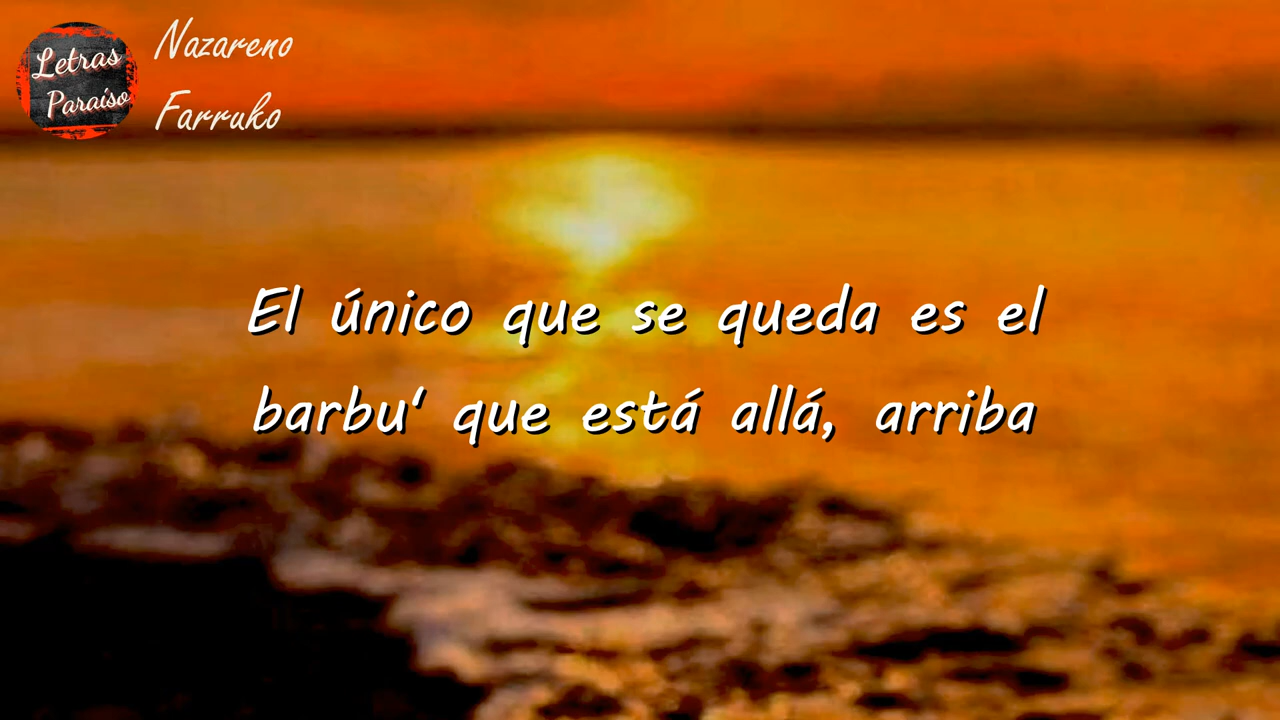 Letras
Paraíso
Nazareno
Farruko
El único que se queda es el
barbu' que está allá, arriba